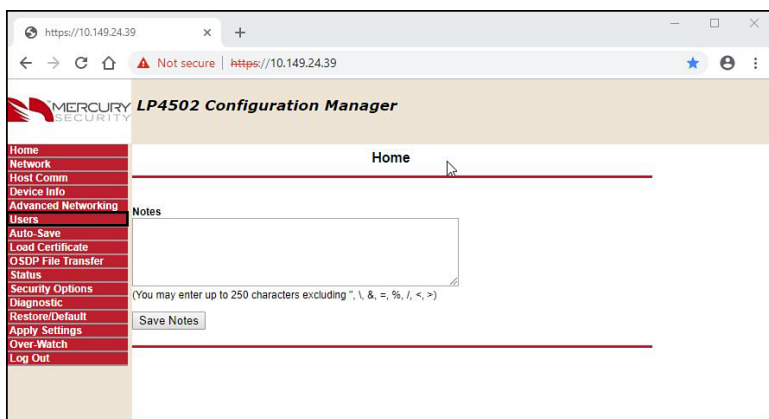 https://10.149.24.39
Not secure | https://10.149.24.39
MERCURY
SECURITY
LP4502 Configuration Manager
Home
Network
Host Comm
Device Info
Advanced Networking
Users
Auto-Save
Load Certificate
OSDP File Transfer
Status
Security Options
Diagnostic
Restore/Default
Apply Settings
Over-Watch
Log Out
Home
Notes
(You may enter up to 250 characters excluding ", \, &, =, %, /, <, >)
Save Notes